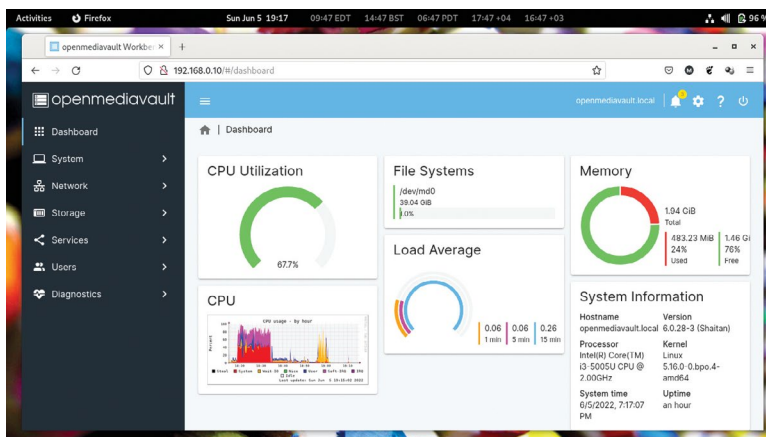 Activities
Firefox
Sun Jun 5 19:17
09:47 EDT 14:47 BST 06:47 PDT 17:47 +04 16:47 +03
96 %
openmediavault Workbe
192.168.0.10/#/dashboard
openmediavault
openmediavault.local
Dashboard
System
Network
Storage
Services
Users
Diagnostics
| Dashboard
CPU Utilization
67.7%
CPU
CPU usage - by hour
Percent
File Systems
/dev/md0
39.04 GiB
1.0%
Load Average
0.06 0.06 0.26
1 min 5 min 15 min
Memory
1.94 GiB
Total
483.23 MiB 1.46 Gi
24% 76%
Used Free
System Information
Hostname Version
openmediavault.local 6.0.28-3 (Shaitan)
Processor Kernel
Intel(R) Core(TM) Linux
i3-5005U CPU @ 5.16.0-0.bpo.4-
2.00GHz amd64
System time Uptime
6/5/2022, 7:17:07 an hour
PM